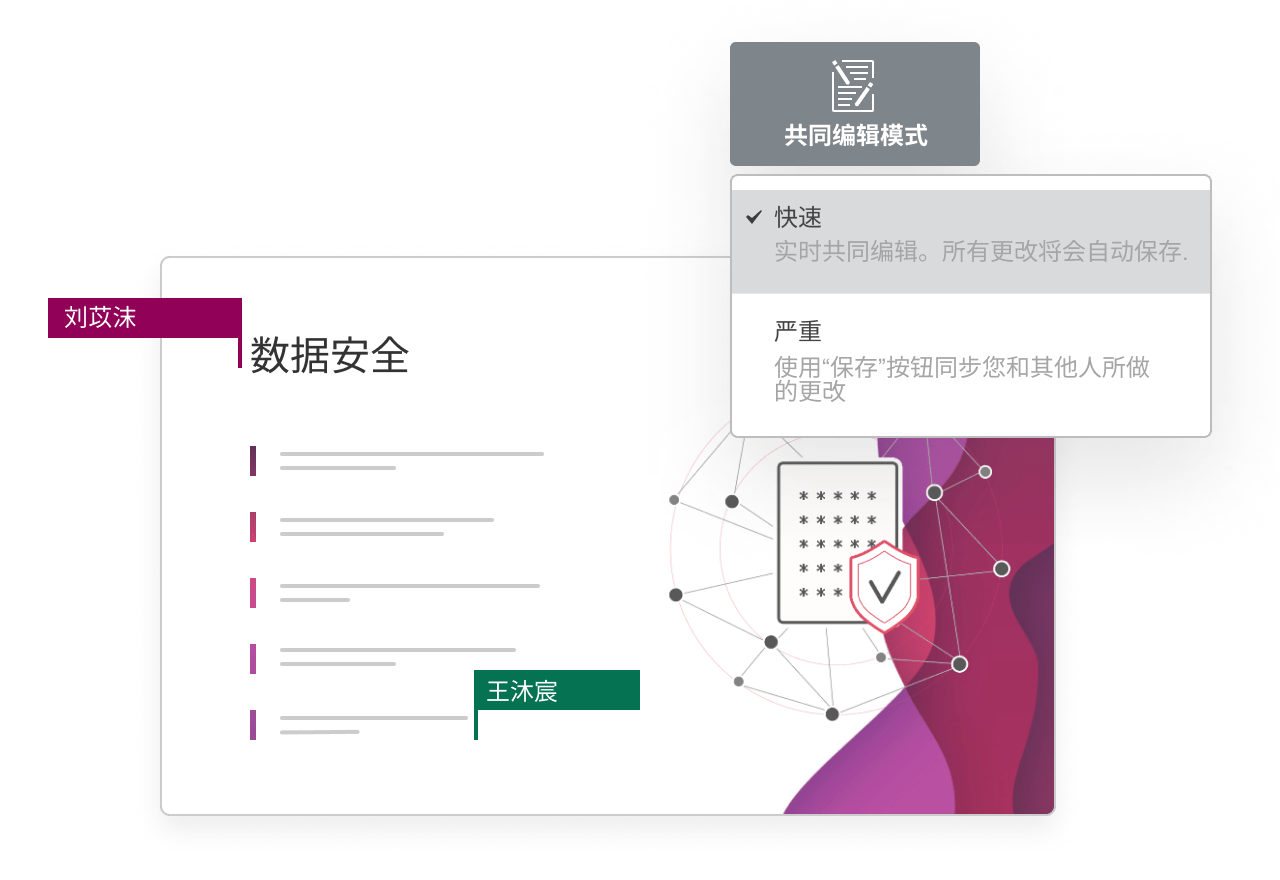 共同编辑模式
快速
实时共同编辑。所有更改将会自动保存.
严重
使用“保存”按钮同步您和其他人所做
的更改
刘苡沫
数据安全
* * * * *
* * * * *
* * * * *
* * *
* * *
王沐宸